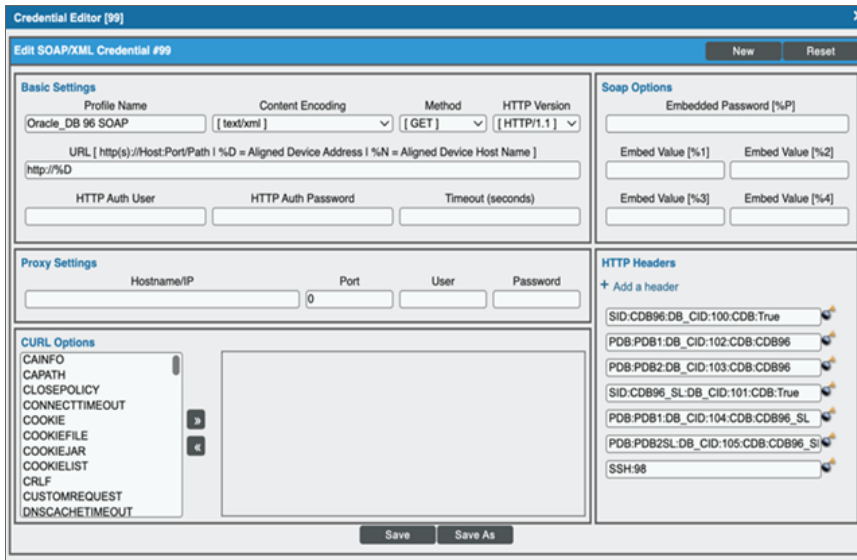 Credential Editor [99]
Edit SOAP/XML Credential #99
New
Reset
Basic Settings
Profile Name
Content Encoding
Method
HTTP Version
Oracle_DB 96 SOAP
[ text/xml ]
[ GET ]
[ HTTP/1.1 ]
URL [ http(s)://Host:Port/Path | %D = Aligned Device Address | %N = Aligned Device Host Name ]
http://%D
HTTP Auth User
HTTP Auth Password
Timeout (seconds)
Soap Options
Embedded Password [%P]
Embed Value [%1]
Embed Value [%2]
Embed Value [%3]
Embed Value [%4]
Proxy Settings
Hostname/IP
Port
User
Password
0
HTTP Headers
+ Add a header
SID:CDB96:DB_CID:100:CDB:True
PDB:PDB1:DB_CID:102:CDB:CDB96
PDB:PDB2:DB_CID:103:CDB:CDB96
SID:CDB96_SL:DB_CID:101:CDB:True
PDB:PDB1:DB_CID:104:CDB:CDB96_SL
PDB:PDB2SL:DB_CID:105:CDB:CDB96_S
SSH:98
CURL Options
CAINFO
CAPATH
CLOSEPOLICY
CONNECTTIMEOUT
COOKIE
COOKIEFILE
COOKIEJAR
COOKIELIST
CRLF
CUSTOMREQUEST
DNSCACHETIMEOUT
»
«
Save
Save As